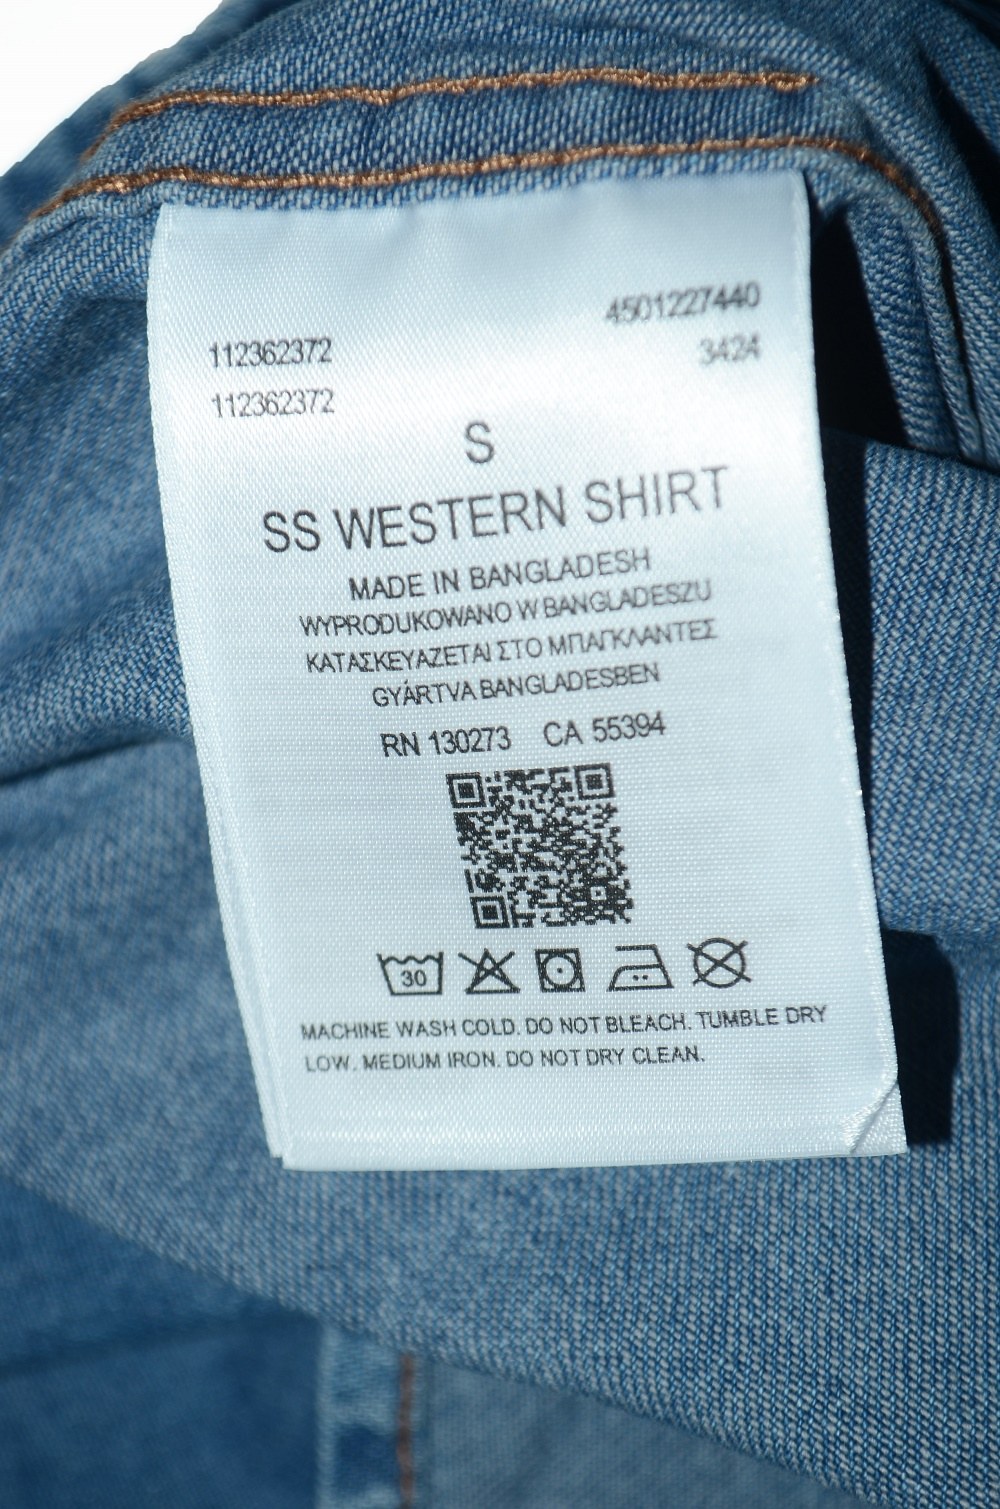 4501227440
112362372
3424
112362372
S
SS WESTERN SHIRT
MADE IN BANGLADESH
WYPRODUKOWANO W BANGLADESZU
ΚΑΤΑΣΚΕΥΑΖΕΤΑΙ ΣΤΟ ΜΠΑΓΚΛΑΝΤΕΣ
GYÁRTVA BANGLADESBEN
RN 130273 CA 55394
30
MACHINE WASH COLD. DO NOT BLEACH. TUMBLE DRY
LOW. MEDIUM IRON. DO NOT DRY CLEAN.